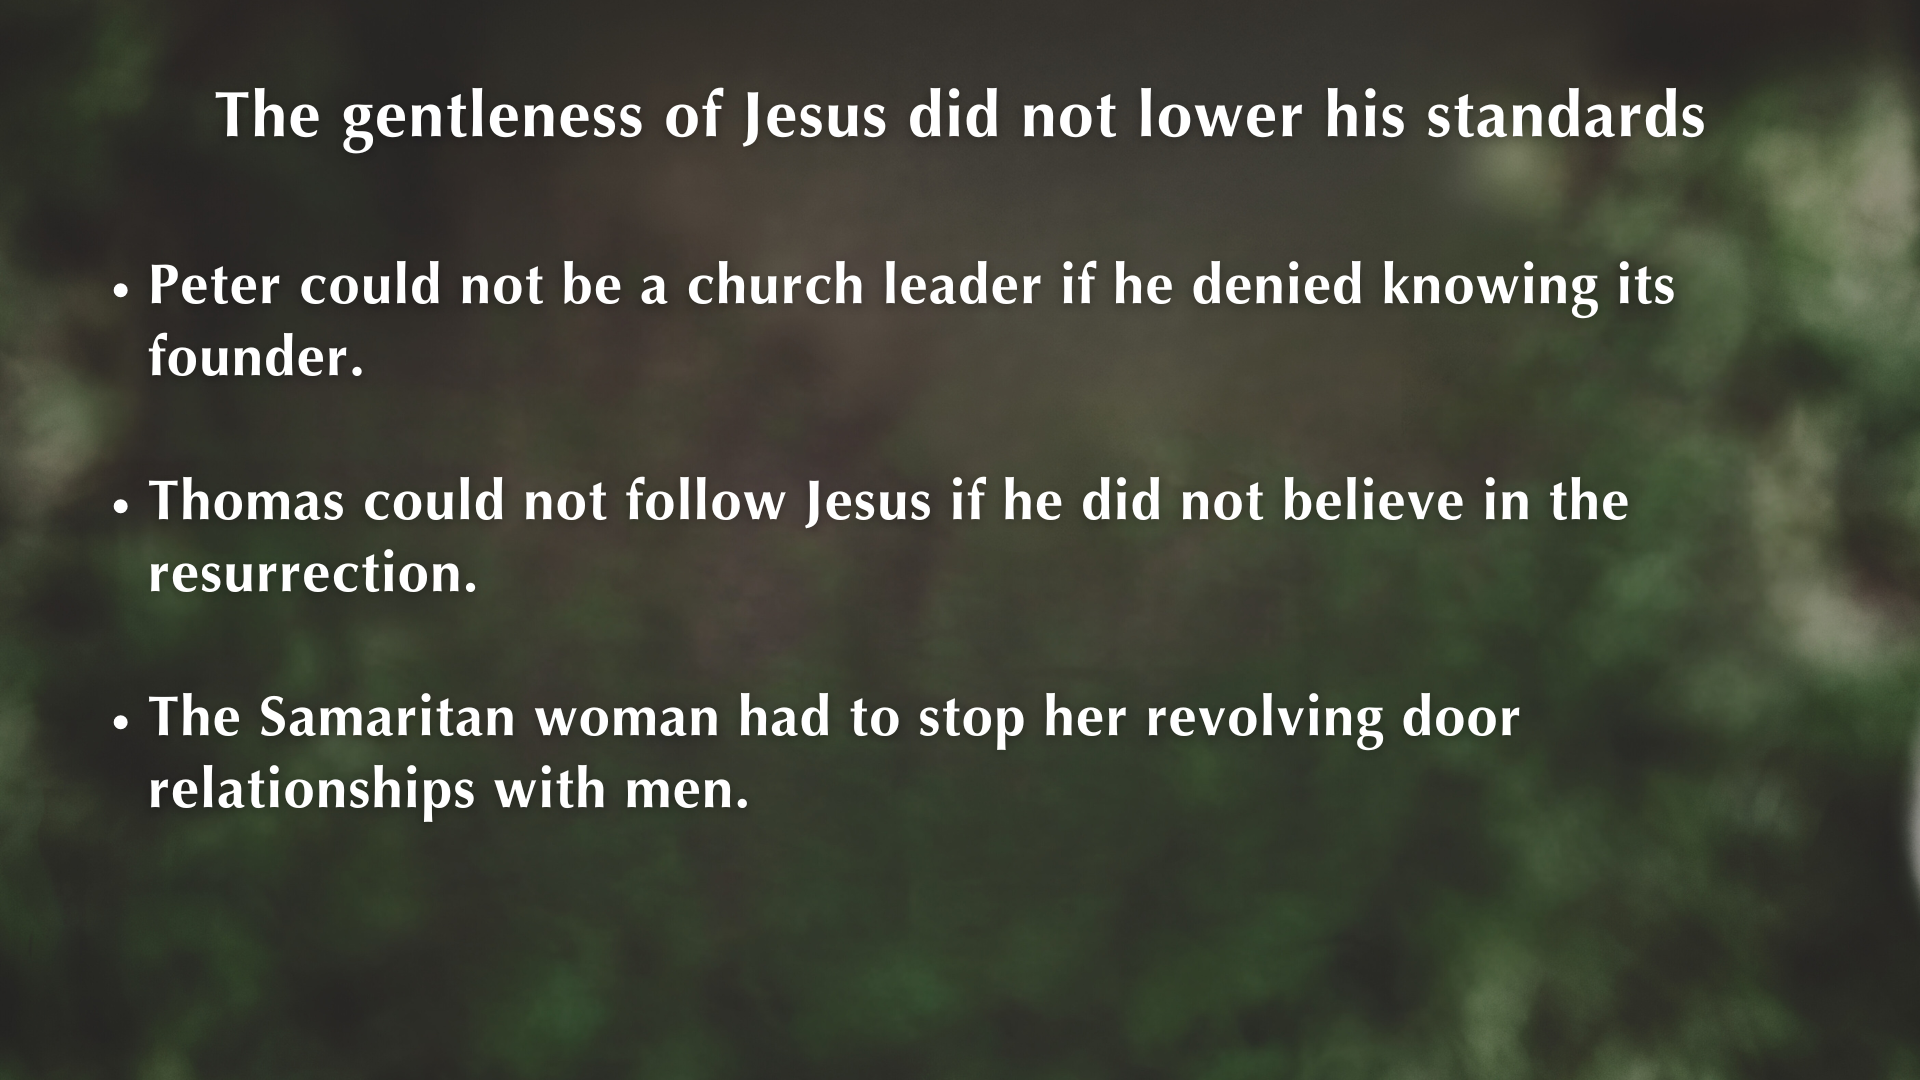 The gentleness of Jesus did not lower his standards
• Peter could not be a church leader if he denied knowing its
founder.
• Thomas could not follow Jesus if he did not believe in the
resurrection.
• The Samaritan woman had to stop her revolving door
relationships with men.